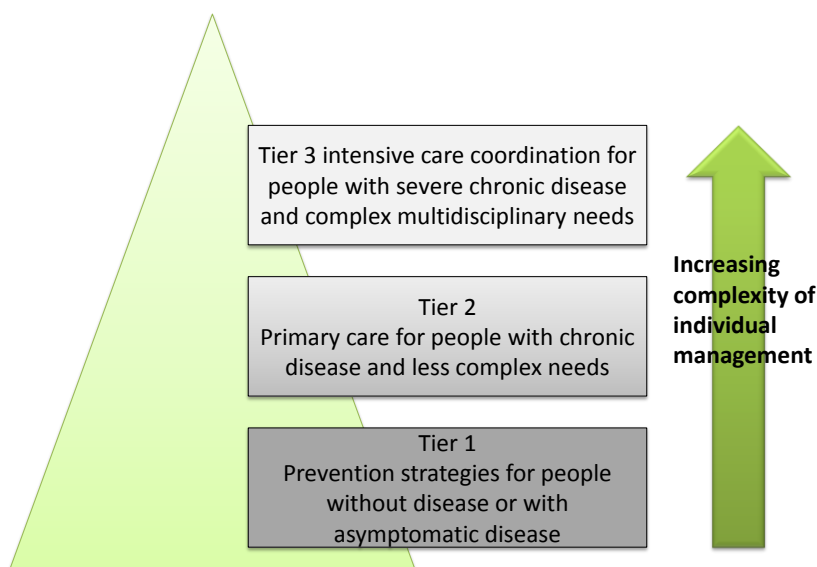 Tier 3 intensive care coordination for
people with severe chronic disease
and complex multidisciplinary needs
Increasing
complexity of
individual
management
Tier 2
Primary care for people with chronic
disease and less complex needs
Tier 1
Prevention strategies for people
without disease or with
asymptomatic disease